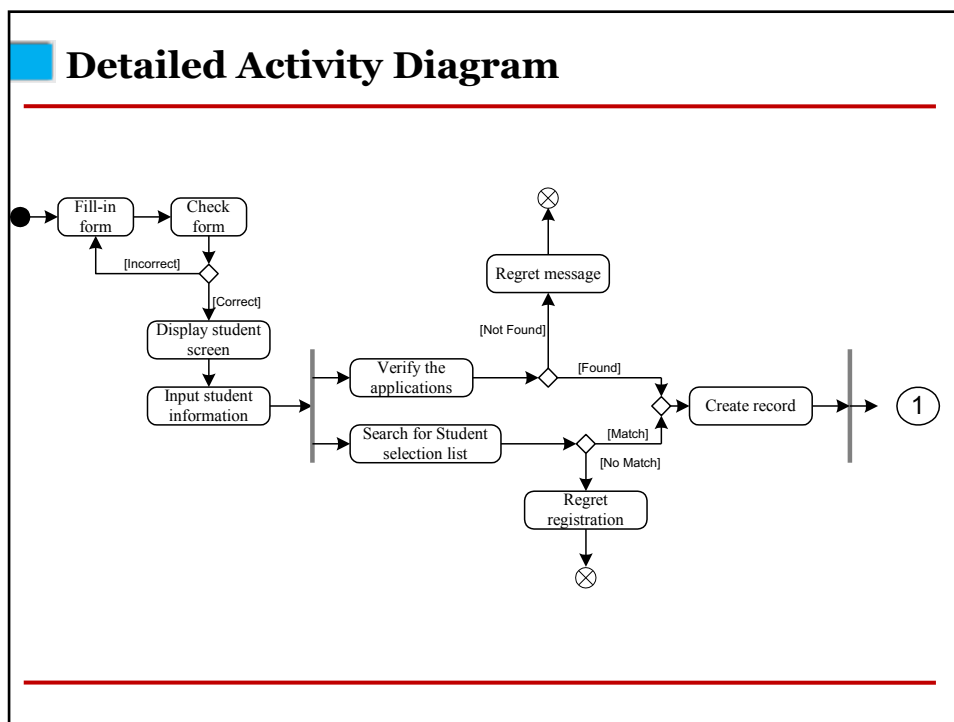 Detailed Activity Diagram
Fill-in
form
Check
form
[Incorrect]
[Correct]
Display student
screen
Input student
information
Regret message
[Not Found]
Verify the
applications
[Found]
Search for Student
selection list
[Match]
[No Match]
Create record
1
Regret
registration